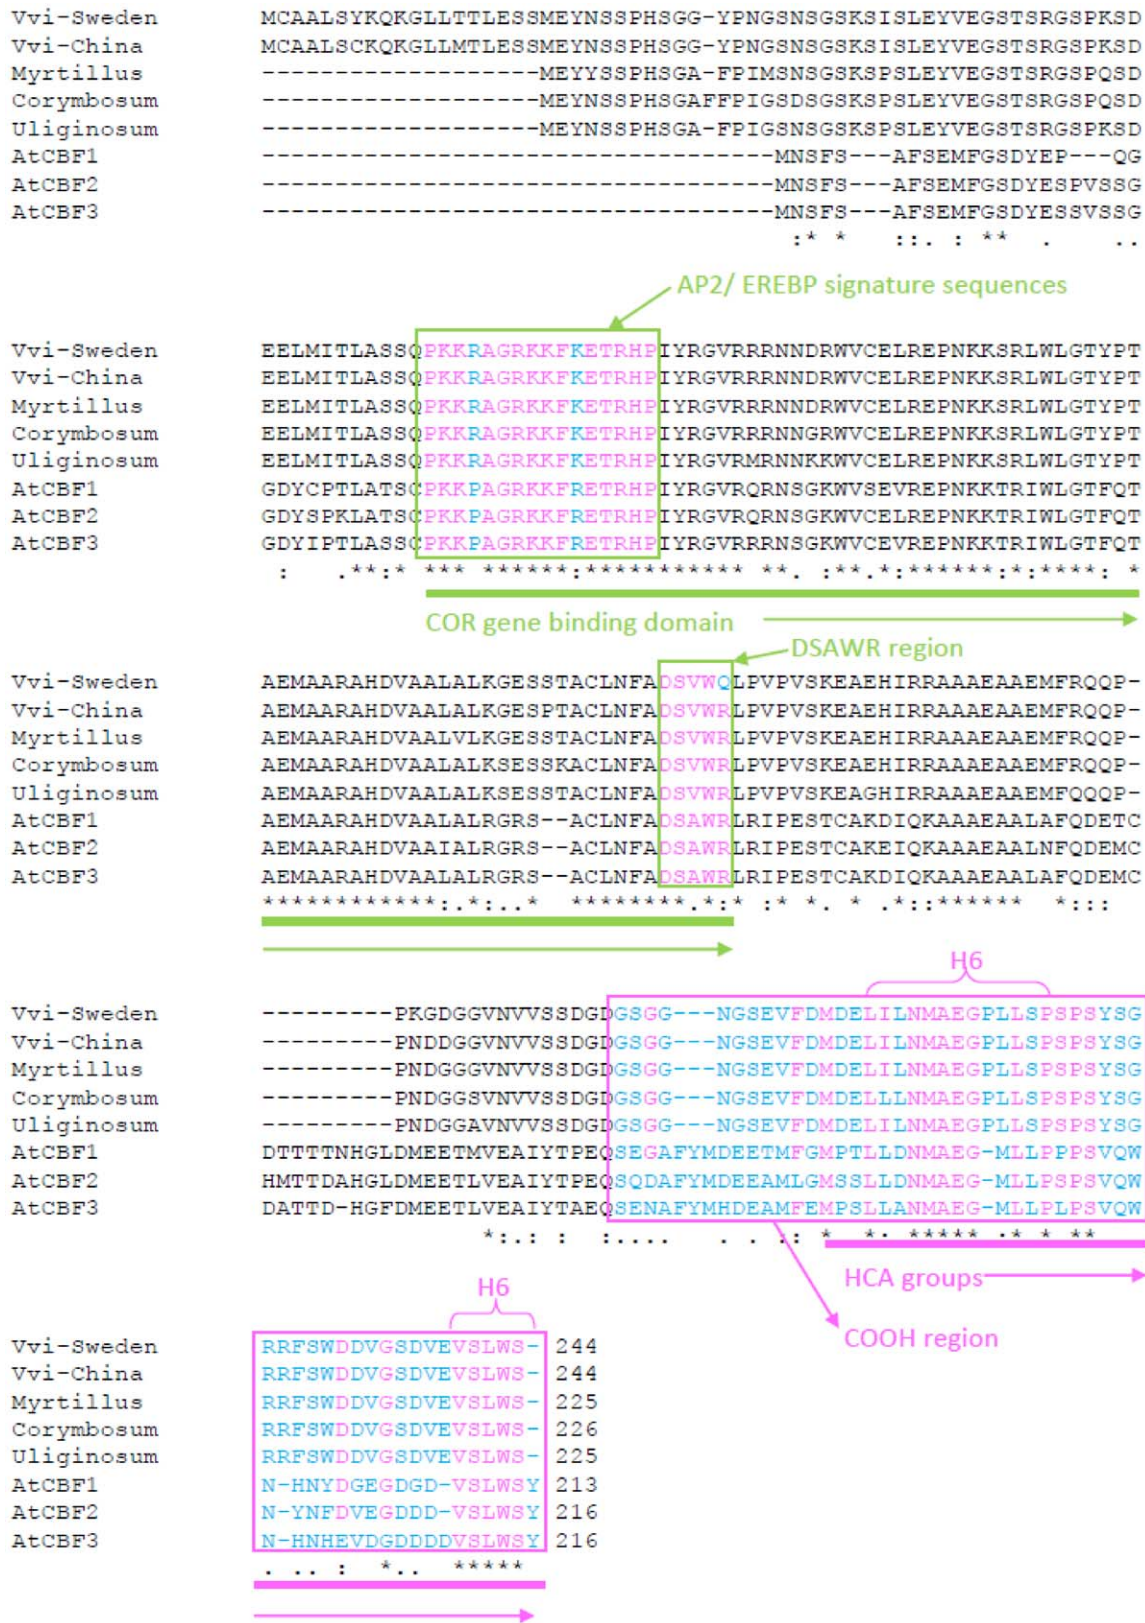 Vvi-Sweden MCAALSYKQKGLLTTLESSMEYNSSPHSGG-YPNGSNSGSKSISLEYVEGSTSRGSPKSD
Vvi-China MCAALSCKQKGLLMTLESSMEYNSSPHSGG-YPNGSNSGSKSISLEYVEGSTSRGSPKSD
Myrtillus -------------------MEYYSSPHSGA-FPIMSNSGSKSPSLEYVEGSTSRGSPQSD
Corymbosum -------------------MEYNSSPHSGAFFPIGSDSGSKSPSLEYVEGSTSRGSPQSD
Uliginosum -------------------MEYNSSPHSGA-FPIGSNSGSKSPSLEYVEGSTSRGSPKSD
AtCBF1 -----------------------------------MNSFS---AFSEMFGSDYEP---QG
AtCBF2 -----------------------------------MNSFS---AFSEMFGSDYESPVSSG
AtCBF3 -----------------------------------MNSFS---AFSEMFGSDYESSVSSG
:* * ::. : ** . ..
AP2/ EREBP signature sequences
Vvi-Sweden EELMITLASSQPKKRAGRKKFKETRHPIYRGVRRRNNDRWVCELREPNKKSRLWLGTYPT
Vvi-China EELMITLASSQPKKRAGRKKFKETRHPIYRGVRRRNNDRWVCELREPNKKSRLWLGTYPT
Myrtillus EELMITLASSQPKKRAGRKKFKETRHPIYRGVRRRNNDRWVCELREPNKKSRLWLGTYPT
Corymbosum EELMITLASSQPKKRAGRKKFKETRHPIYRGVRRRNNGRWVCELREPNKKSRLWLGTYPT
Uliginosum EELMITLASSQPKKRAGRKKFKETRHPIYRGVRMRNNKKWVCELREPNKKSRLWLGTYPT
AtCBF1 GDYCPTLATSCPKKPAGRKKFRETRHPIYRGVRQRNSGKWVSEVREPNKKTRIWLGTFQT
AtCBF2 GDYSPKLATSCPKKPAGRKKFRETRHPIYRGVRQRNSGKWVCELREPNKKTRIWLGTFQT
AtCBF3 GDYIPTLASSCPKKPAGRKKFRETRHPIYRGVRRRNSGKWVCEVREPNKKTRIWLGTFQT
: .**:* *** ******:*********** **. :**.*:******:*:****: *
COR gene binding domain
DSAWR region
Vvi-Sweden AEMAARAHDVAALALKGESSTACLNFADSVWQLPVPVSKEAEHIRRAAAEAAEMFRQQP-
Vvi-China AEMAARAHDVAALALKGESPTACLNFADSVWRLPVPVSKEAEHIRRAAAEAAEMFRQQP-
Myrtillus AEMAARAHDVAALVLKGESSTACLNFADSVWRLPVPVSKEAEHIRRAAAEAAEMFRQQP-
Corymbosum AEMAARAHDVAALALKSESSKACLNFADSVWRLPVPVSKEAEHIRRAAAEAAEMFRQQP-
Uliginosum AEMAARAHDVAALALKSESSTACLNFADSVWRLPVPVSKEAGHIRRAAAEAAEMFQQQP-
AtCBF1 AEMAARAHDVAALALRGRS--ACLNFADSAWRLRIPESTCAKDIQKAAAEAALAFQDETC
AtCBF2 AEMAARAHDVAAIALRGRS--ACLNFADSAWRLRIPESTCAKEIQKAAAEAALNFQDEMC
AtCBF3 AEMAARAHDVAALALRGRS--ACLNFADSAWRLRIPESTCAKDIQKAAAEAALAFQDEMC
************:.*:..* ********.*:* :* *. * .*::****** *:::
H6
Vvi-Sweden -----------PKGDGGVNVVSSDGDGSGG---NGSEVFDMDELILNMAEGPLLSPSPSYSG
Vvi-China -----------PNDDGGVNVVSSDGDGSGG---NGSEVFDMDELILNMAEGPLLSPSPSYSG
Myrtillus -----------PNDGGGVNVVSSDGDGSGG---NGSEVFDMDELILNMAEGPLLSPSPSYSG
Corymbosum -----------PNDGGSVNVVSSDGDGSGG---NGSEVFDMDELLLNMAEGPLLSPSPSYSG
Uliginosum -----------PNDGGAVNVVSSDGDGSGG---NGSEVFDMDELILNMAEGPLLSPSPSYSG
AtCBF1 DTTTTNHGLDMEETMVEAIYTPEQSEGAFYMDEETMFGMPTLLDNMAEG-MLLPPPSVQW
AtCBF2 HMTTDAHGLDMEETLVEAIYTPEQSQDAFYMDEEAMLGMSSLLDNMAEG-MLLPSPSVQW
AtCBF3 DATTD-HGFDMEETLVEAIYTAEQSENAFYMHDEAMFEMPSLLANMAEG-MLLPLPSVQW
*:.: : :.... . . :: * *: ***** :* * **
HCA groups
COOH region
H6
Vvi-Sweden RRFSWDDVGSDVEVSLWS- 244
Vvi-China RRFSWDDVGSDVEVSLWS- 244
Myrtillus RRFSWDDVGSDVEVSLWS- 225
Corymbosum RRFSWDDVGSDVEVSLWS- 226
Uliginosum RRFSWDDVGSDVEVSLWS- 225
AtCBF1 N-HNYDGEGDGD-VSLWSY 213
AtCBF2 N-YNFDVEGDDD-VSLWSY 216
AtCBF3 N-HNHEVDGDDDDVSLWSY 216
. .. : *.. *****